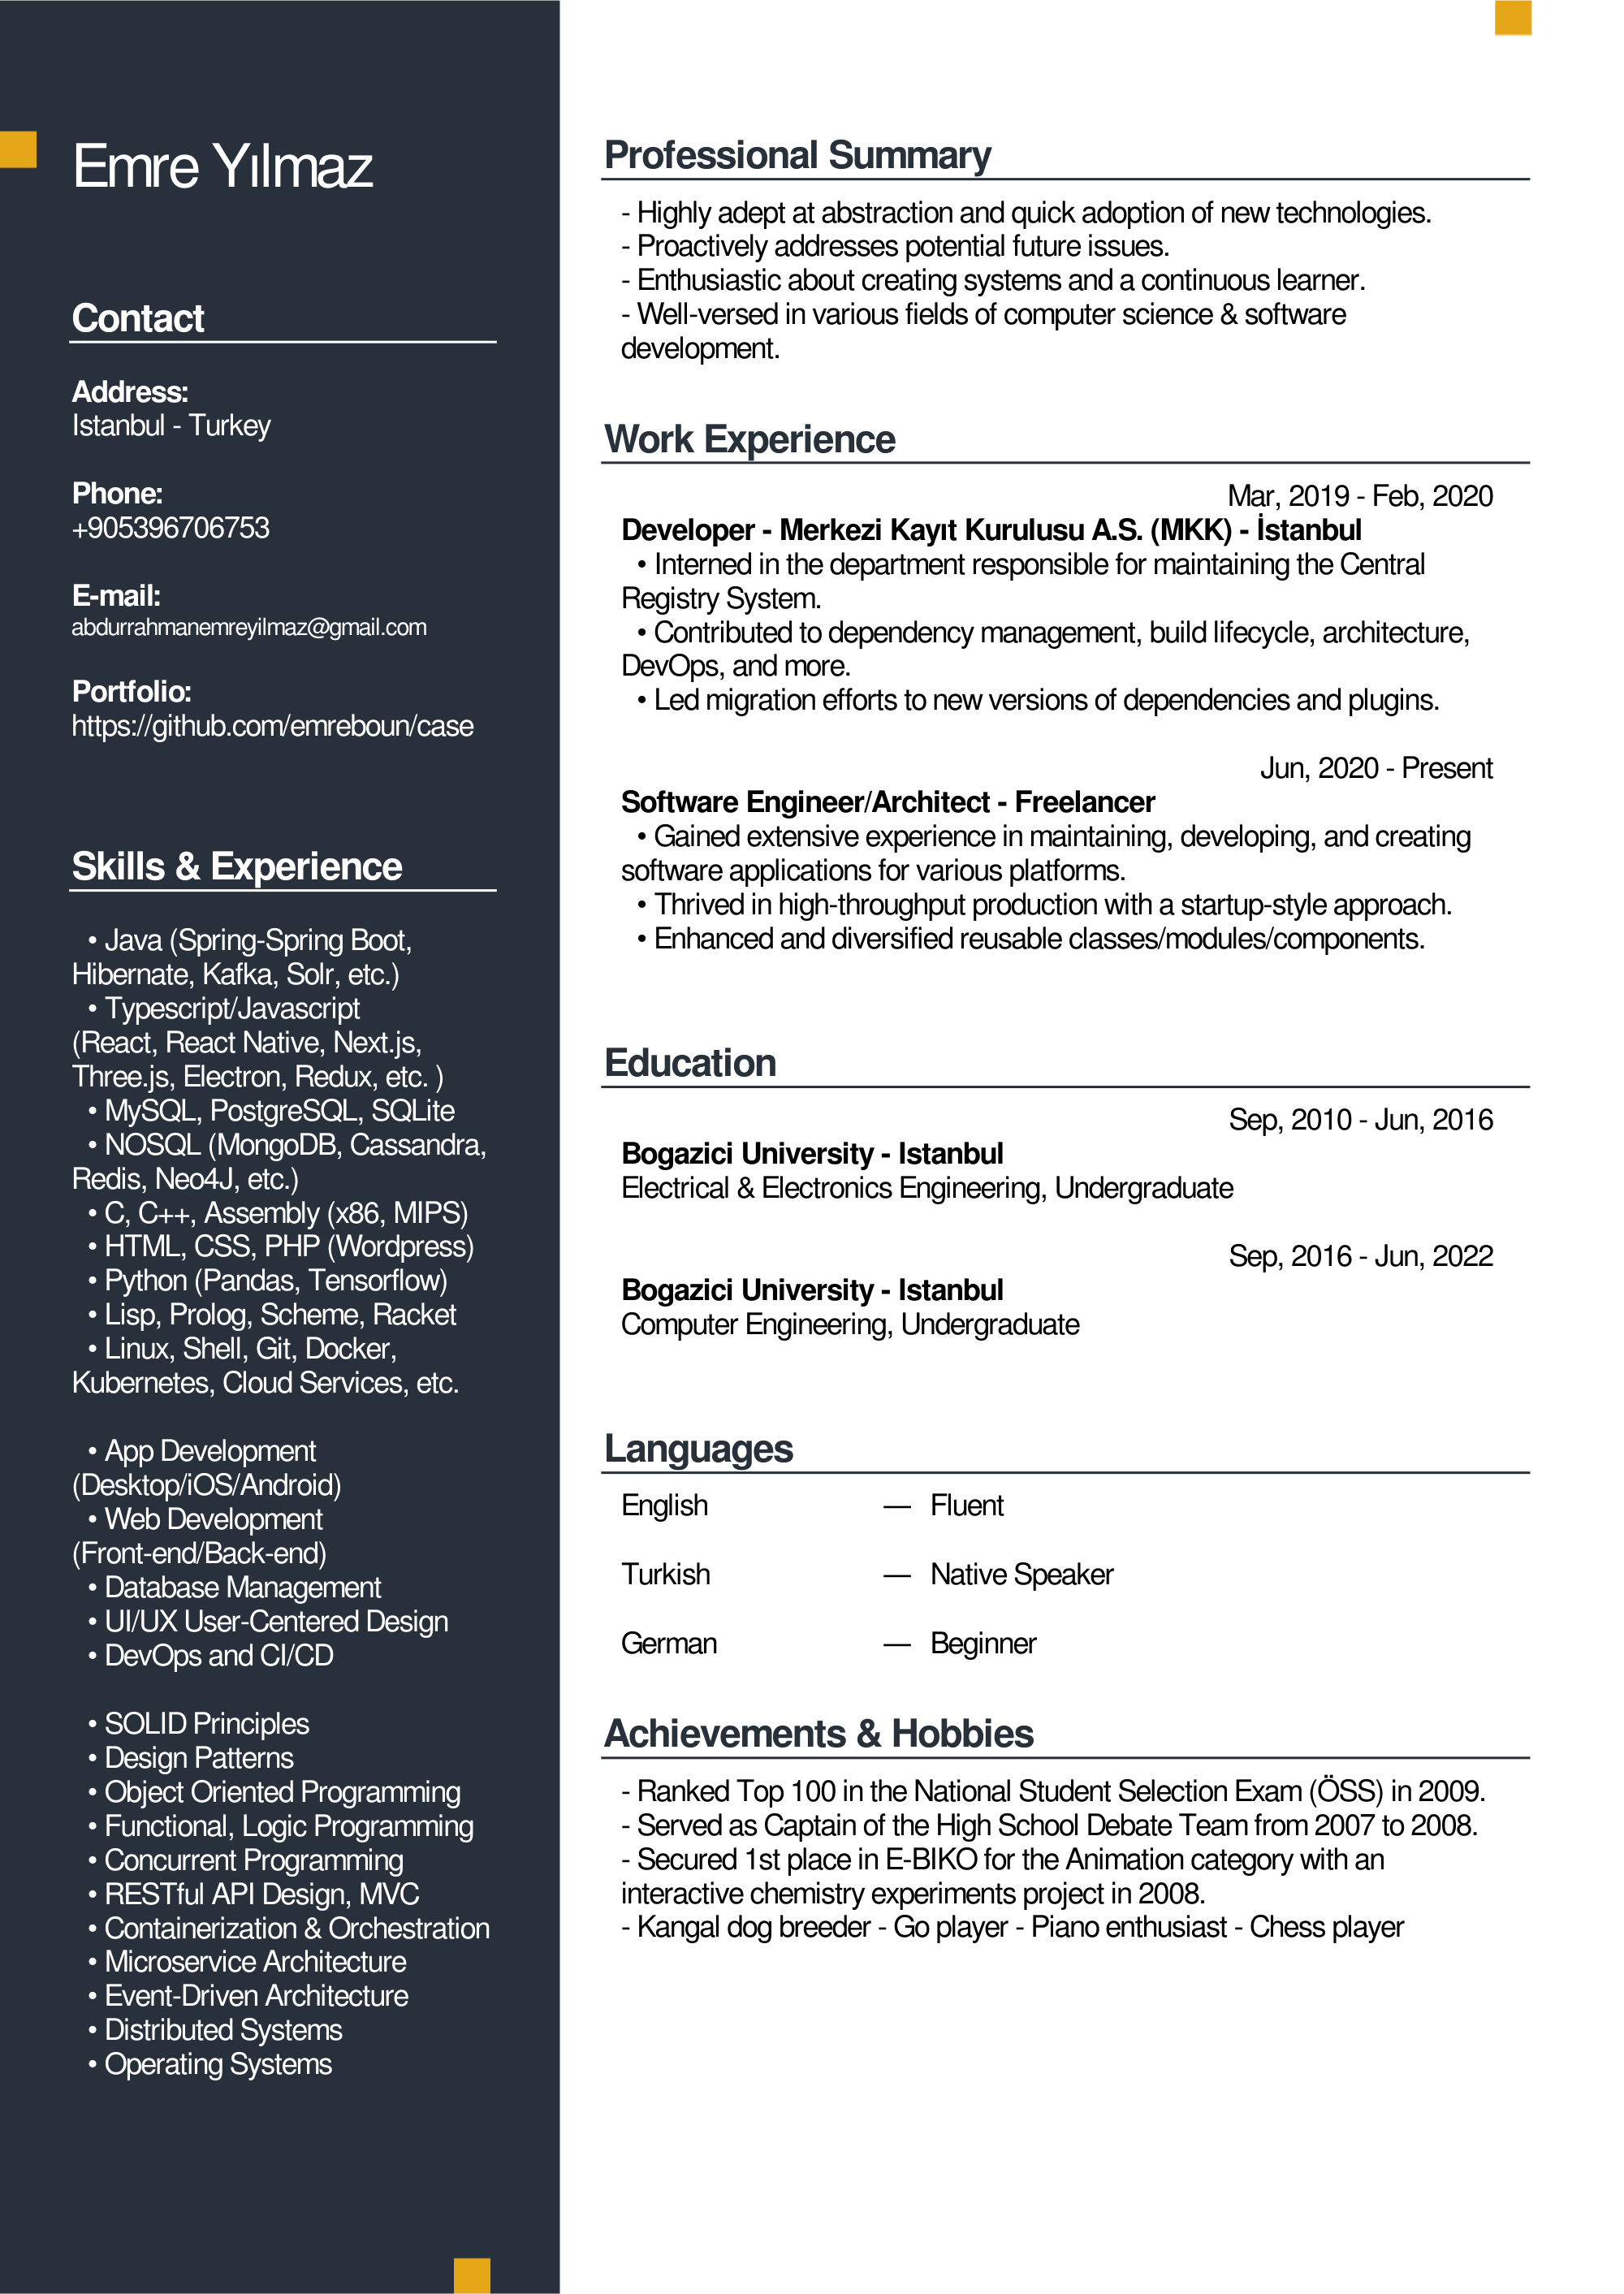 Emre Yılmaz
Contact
Address:
Istanbul - Turkey
Phone:
+905396706753
E-mail:
abdurrahmanemreyilmaz@gmail.com
Portfolio:
https://github.com/emreboun/case
Skills & Experience
• Java (Spring-Spring Boot,
Hibernate, Kafka, Solr, etc.)
• Typescript/Javascript
(React, React Native, Next.js,
Three.js, Electron, Redux, etc. )
• MySQL, PostgreSQL, SQLite
• NOSQL (MongoDB, Cassandra,
Redis, Neo4J, etc.)
• C, C++, Assembly (x86, MIPS)
• HTML, CSS, PHP (Wordpress)
• Python (Pandas, Tensorflow)
• Lisp, Prolog, Scheme, Racket
• Linux, Shell, Git, Docker,
Kubernetes, Cloud Services, etc.
• App Development
(Desktop/iOS/Android)
• Web Development
(Front-end/Back-end)
• Database Management
• UI/UX User-Centered Design
• DevOps and CI/CD
• SOLID Principles
• Design Patterns
• Object Oriented Programming
• Functional, Logic Programming
• Concurrent Programming
• RESTful API Design, MVC
• Containerization & Orchestration
• Microservice Architecture
• Event-Driven Architecture
• Distributed Systems
• Operating Systems
Professional Summary
- Highly adept at abstraction and quick adoption of new technologies.
- Proactively addresses potential future issues.
- Enthusiastic about creating systems and a continuous learner.
- Well-versed in various fields of computer science & software
development.
Work Experience
Mar, 2019 - Feb, 2020
Developer - Merkezi Kayıt Kurulusu A.S. (MKK) - İstanbul
• Interned in the department responsible for maintaining the Central
Registry System.
• Contributed to dependency management, build lifecycle, architecture,
DevOps, and more.
• Led migration efforts to new versions of dependencies and plugins.
Jun, 2020 - Present
Software Engineer/Architect - Freelancer
• Gained extensive experience in maintaining, developing, and creating
software applications for various platforms.
• Thrived in high-throughput production with a startup-style approach.
• Enhanced and diversified reusable classes/modules/components.
Education
Sep, 2010 - Jun, 2016
Bogazici University - Istanbul
Electrical & Electronics Engineering, Undergraduate
Sep, 2016 - Jun, 2022
Bogazici University - Istanbul
Computer Engineering, Undergraduate
Languages
English — Fluent
Turkish — Native Speaker
German — Beginner
Achievements & Hobbies
- Ranked Top 100 in the National Student Selection Exam (ÖSS) in 2009.
- Served as Captain of the High School Debate Team from 2007 to 2008.
- Secured 1st place in E-BIKO for the Animation category with an
interactive chemistry experiments project in 2008.
- Kangal dog breeder - Go player - Piano enthusiast - Chess player